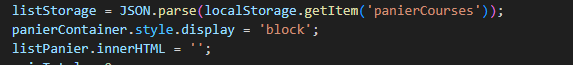 listStorage = JSON.parse(localStorage.getItem('panierCourses'));
panierContainer.style.display = 'block';
listPanier.innerHTML = '';